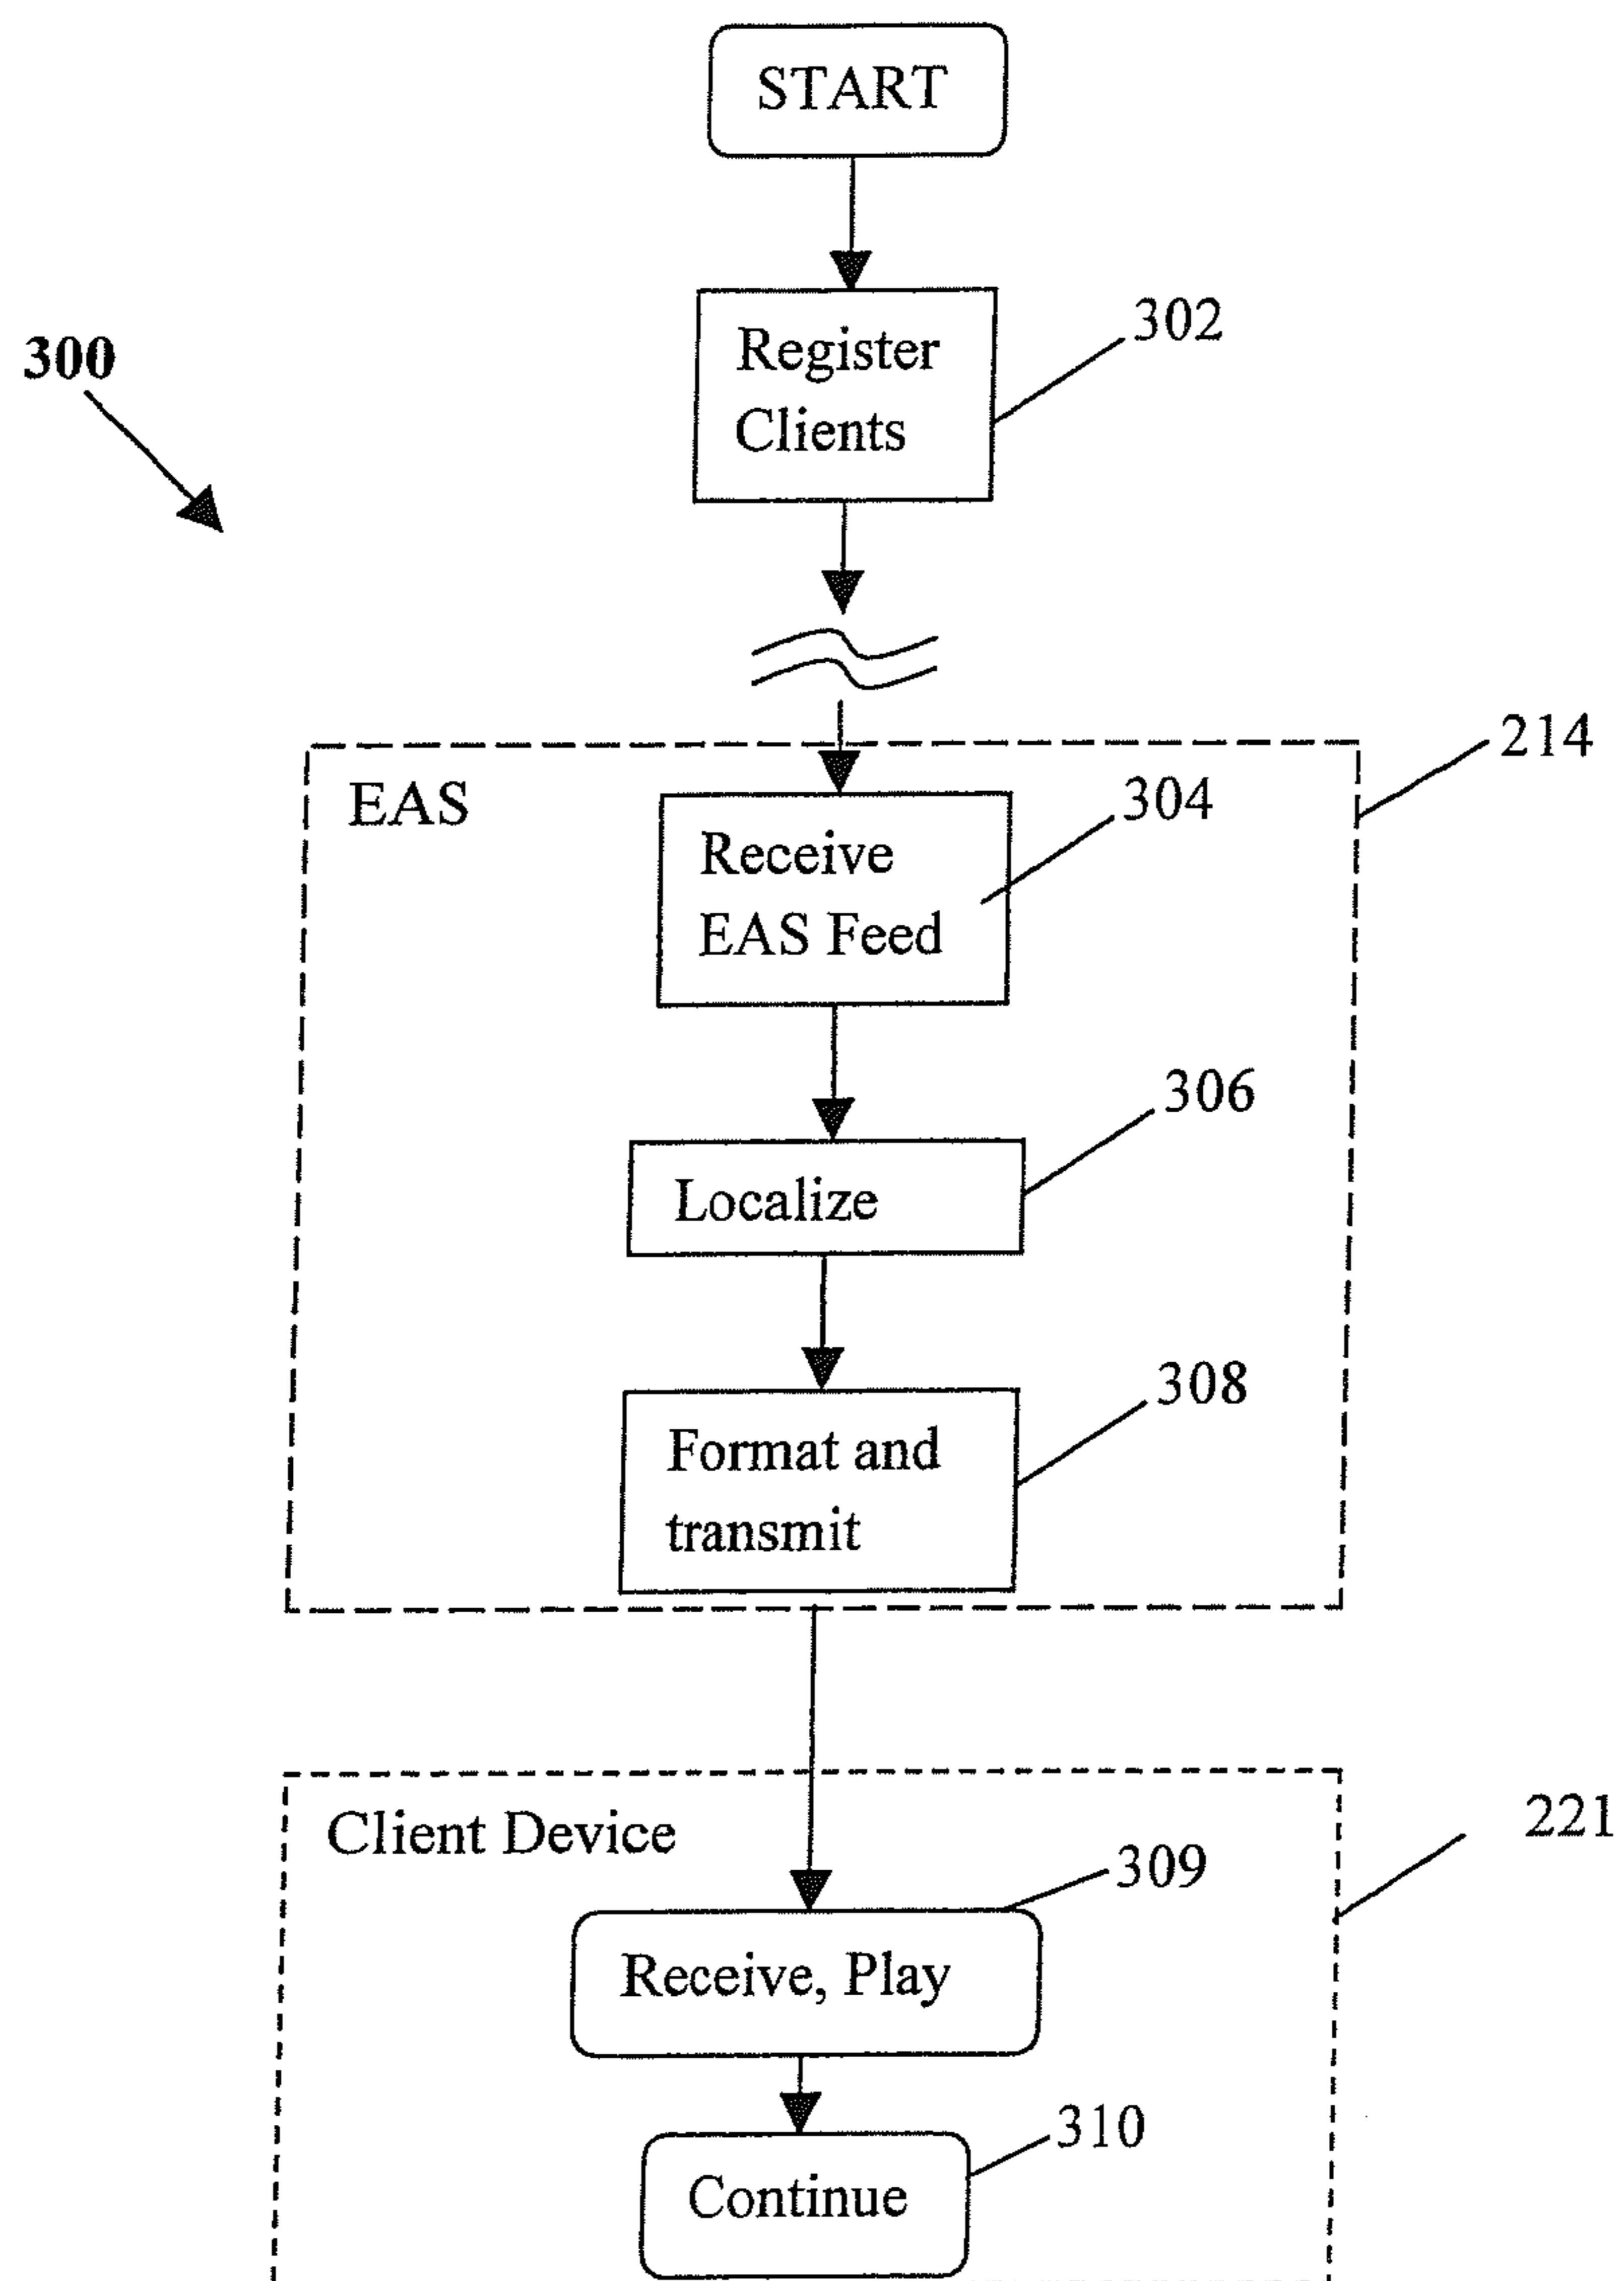 START
Register
Clients
302
300
EAS
214
Receive
EAS Feed
304
Localize
306
Format and
transmit
308
Client Device
221
Receive, Play
309
Continue
310